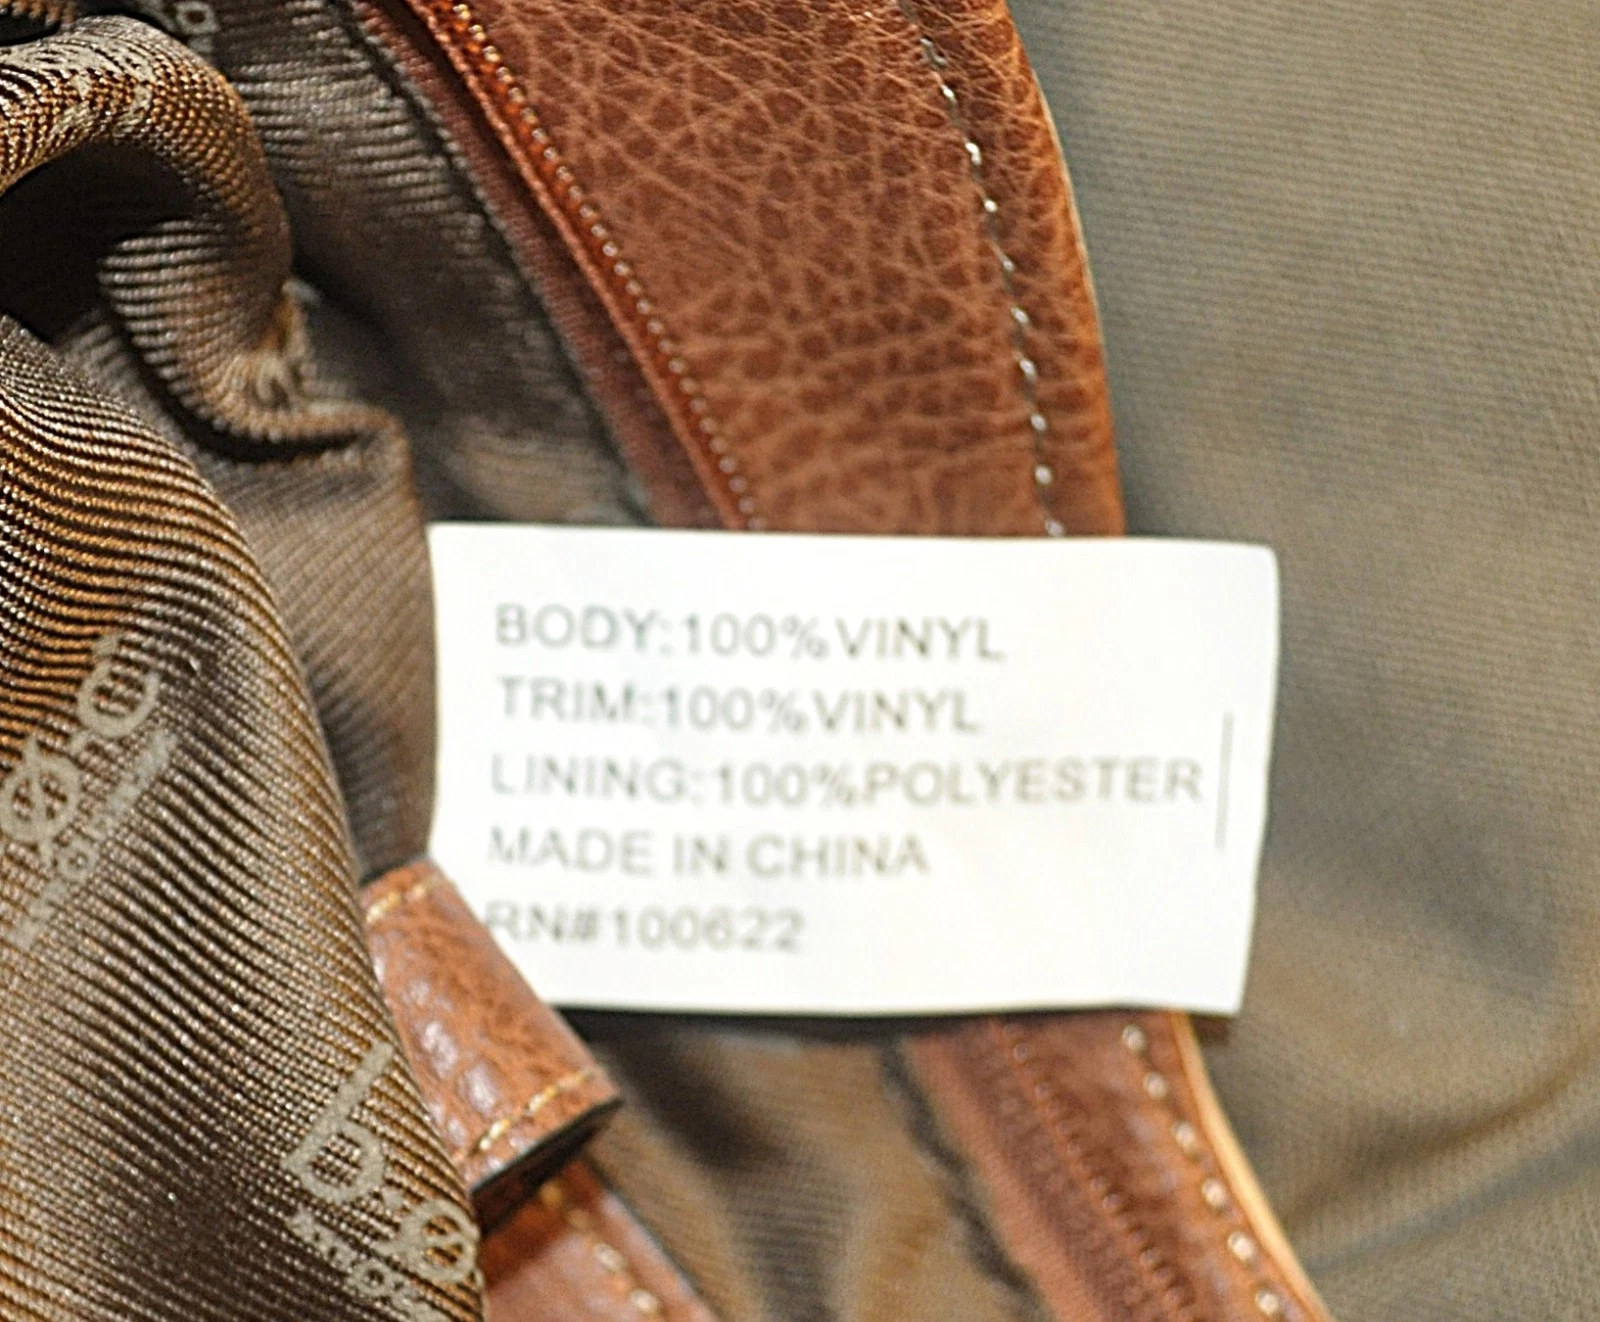 BODY:100%VINYL
TRIM:100%VINYL
LINING:100%POLYESTER
MADE IN CHINA
RN#100622